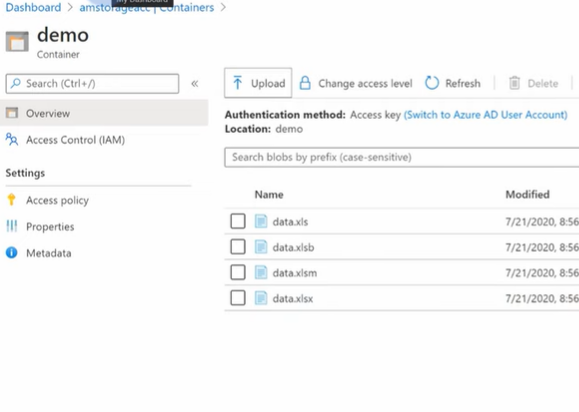 Dashboard > amstorageacc | Containers >
My Dashboard
demo
Container
Search (Ctrl+/)
«
Overview
Access Control (IAM)
Settings
Access policy
Properties
Metadata
Upload
Change access level
Refresh
Delete
Authentication method: Access key (Switch to Azure AD User Account)
Location: demo
Search blobs by prefix (case-sensitive)
Name Modified
data.xls 7/21/2020, 8:56
data.xlsb 7/21/2020, 8:56
data.xlsm 7/21/2020, 8:56
data.xlsx 7/21/2020, 8:56